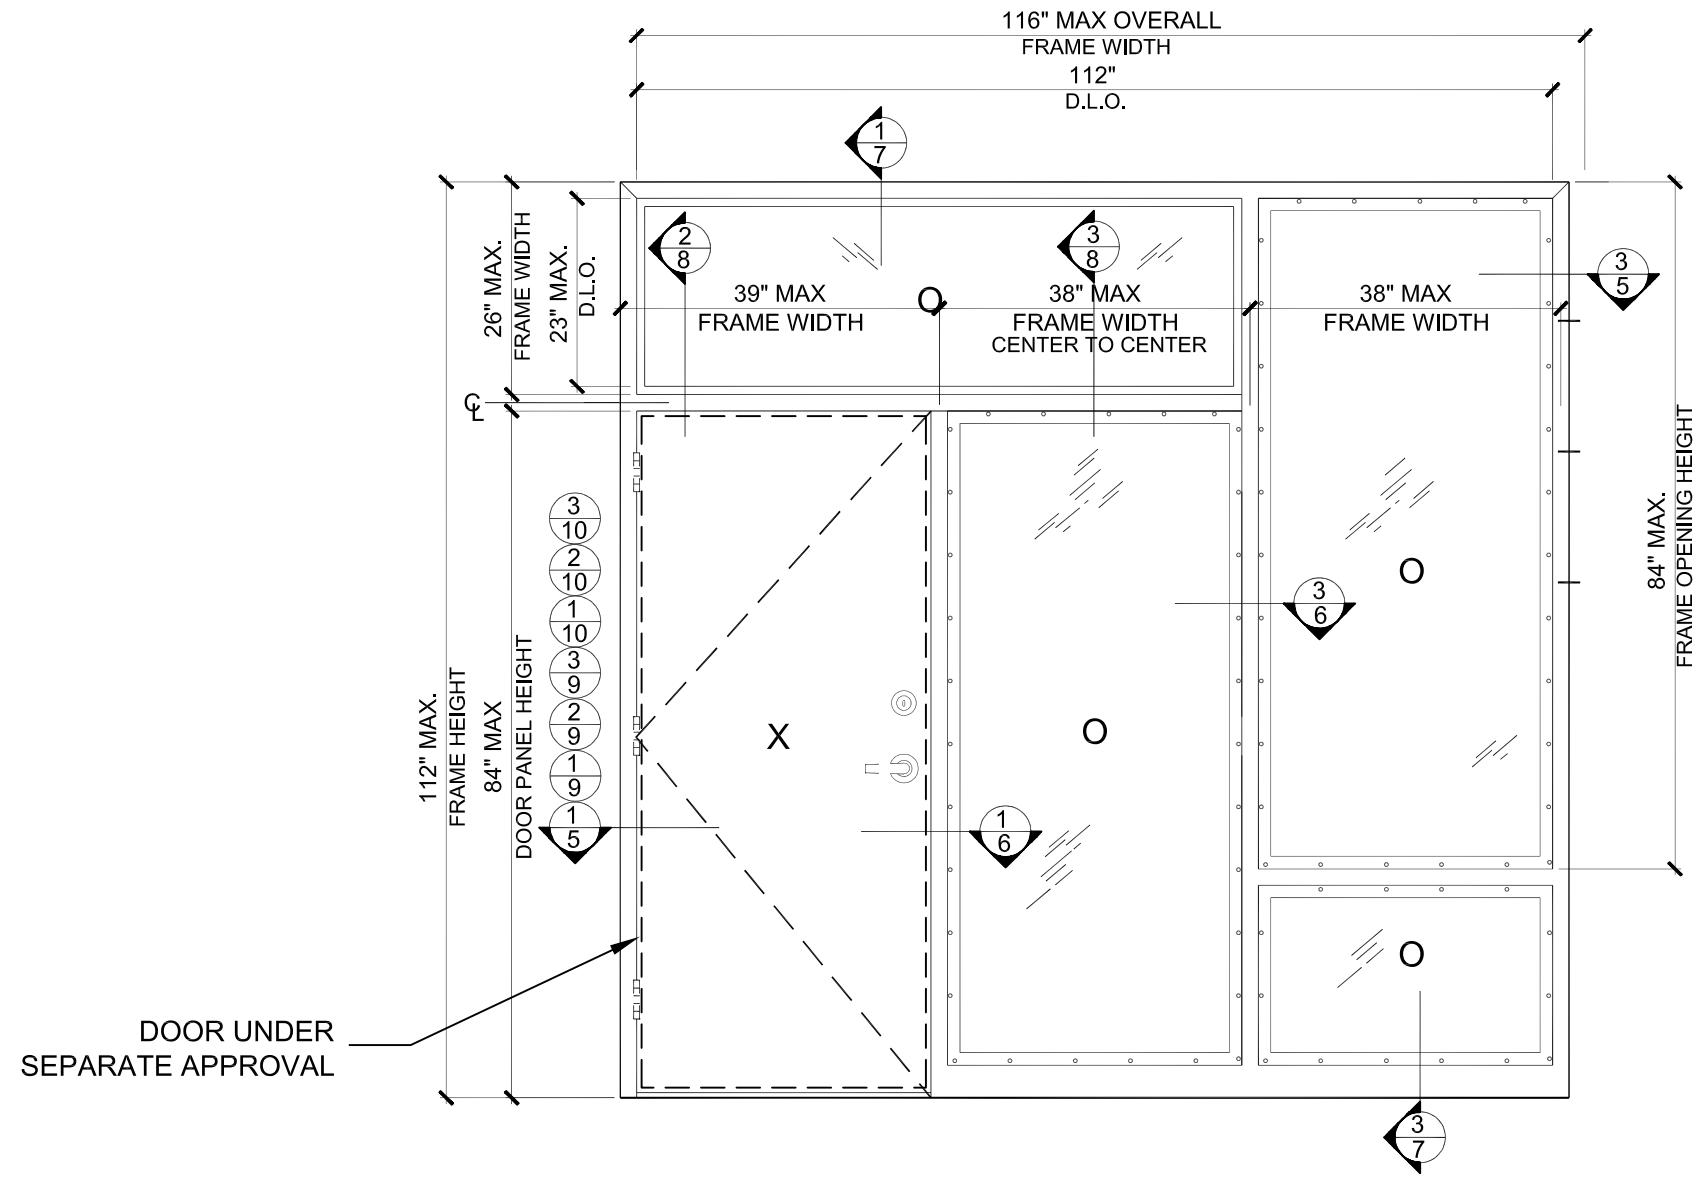 116" MAX OVERALL
FRAME WIDTH
112"
D.L.O.
1
7
2
8
3
8
3
5
26" MAX.
FRAME WIDTH
23" MAX.
D.L.O.
39" MAX
FRAME WIDTH
O
38" MAX
FRAME WIDTH
CENTER TO CENTER
38" MAX
FRAME WIDTH
CL
84" MAX.
FRAME OPENING HEIGHT
3
10
2
10
1
10
3
9
2
9
1
9
1
5
112" MAX.
FRAME HEIGHT
84" MAX
DOOR PANEL HEIGHT
X
O
O
3
6
1
6
O
DOOR UNDER
SEPARATE APPROVAL
3
7